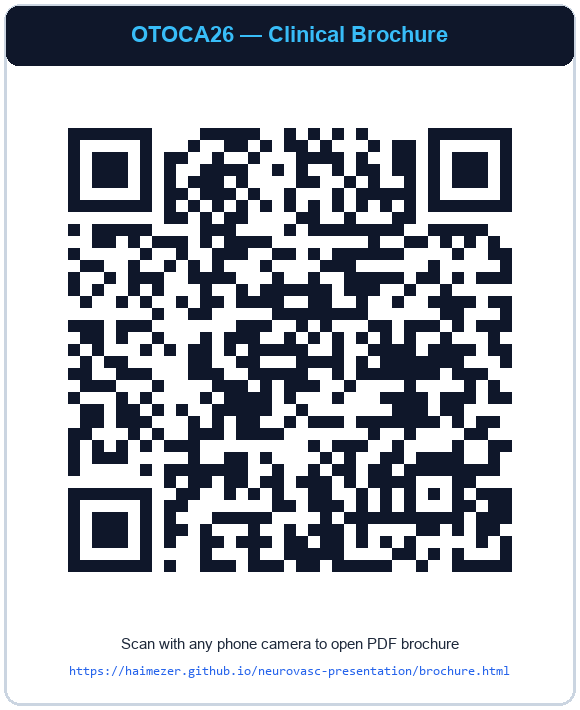 OTOCA26 — Clinical Brochure
Scan with any phone camera to open PDF brochure
https://haimezer.github.io/neurovasc-presentation/brochure.html